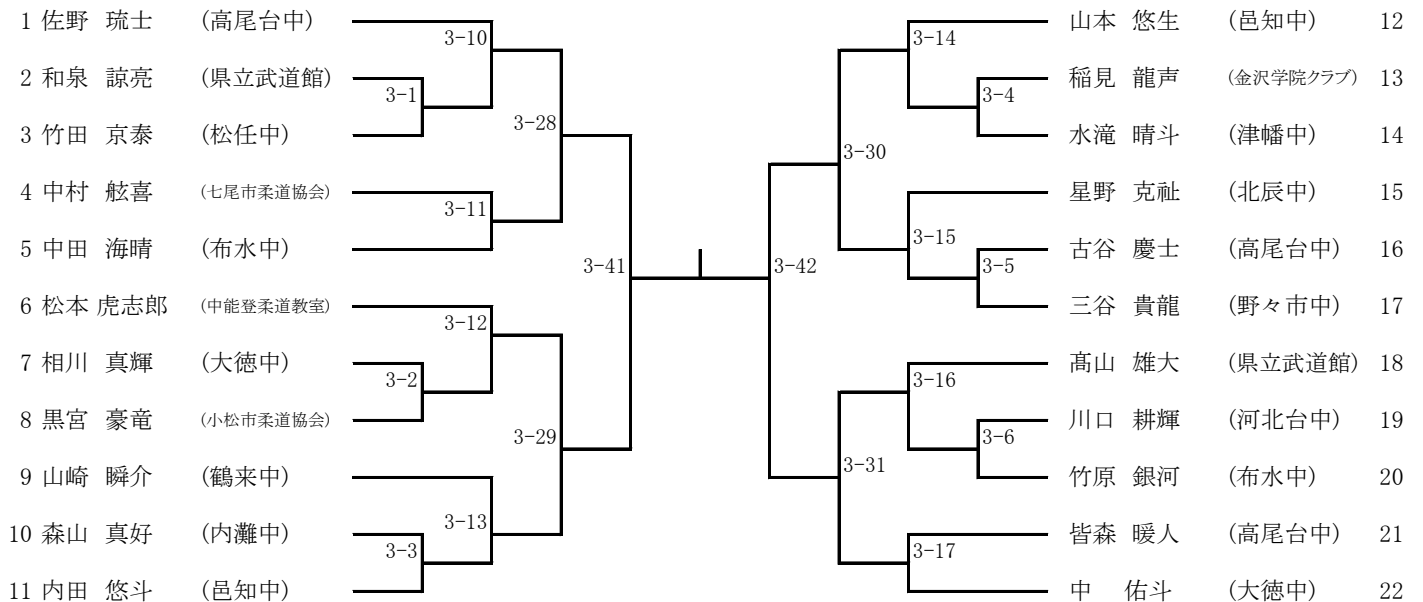 1 佐野 琉士 (高尾台中)
3-10
2 和泉 諒亮 (県立武道館)
3-1
3 竹田 京泰 (松任中)
3-28
4 中村 舷喜 (七尾市柔道協会)
3-11
5 中田 海晴 (布水中)
3-41
6 松本 虎志郎 (中能登柔道教室)
3-12
7 相川 真輝 (大徳中)
3-2
8 黒宮 豪竜 (小松市柔道協会)
3-29
9 山崎 瞬介 (鶴来中)
3-13
10 森山 真好 (内灘中)
3-3
11 内田 悠斗 (邑知中)
山本 悠生 (邑知中) 12
3-14
稲見 龍声 (金沢学院クラブ) 13
3-4
水滝 晴斗 (津幡中) 14
3-30
星野 克祉 (北辰中) 15
3-15
古谷 慶士 (高尾台中) 16
3-5
3-42
三谷 貴龍 (野々市中) 17
髙山 雄大 (県立武道館) 18
3-16
川口 耕輝 (河北台中) 19
3-6
3-31
竹原 銀河 (布水中) 20
皆森 暖人 (高尾台中) 21
3-17
中 佑斗 (大徳中) 22